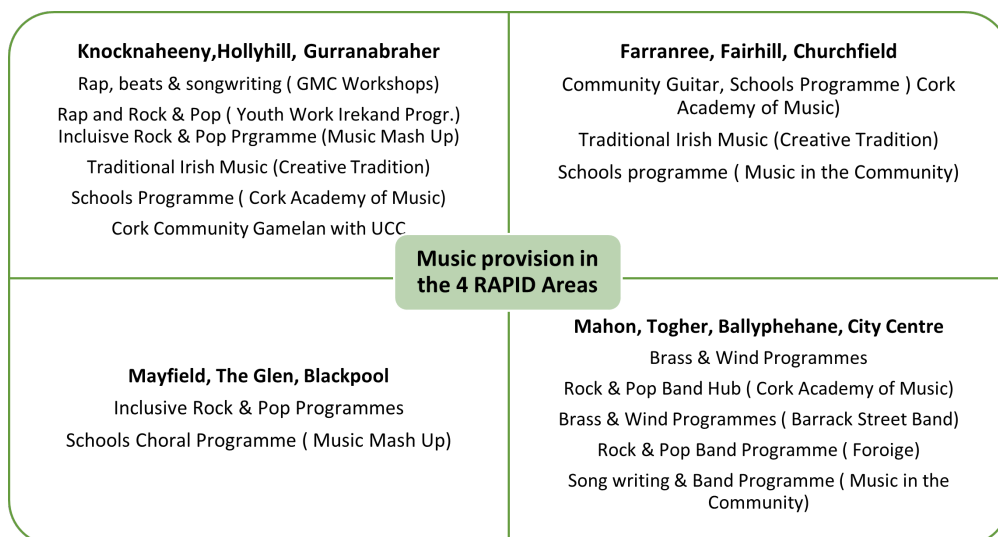 Knocknaheeny,Hollyhill, Gurranabraher
Rap, beats & songwriting ( GMC Workshops)
Rap and Rock & Pop ( Youth Work Irekand Progr.)
Incluisve Rock & Pop Prgramme (Music Mash Up)
Traditional Irish Music (Creative Tradition)
Schools Programme ( Cork Academy of Music)
Cork Community Gamelan with UCC
Farranree, Fairhill, Churchfield
Community Guitar, Schools Programme ) Cork
Academy of Music)
Traditional Irish Music (Creative Tradition)
Schools programme ( Music in the Community)
Music provision in
the 4 RAPID Areas
Mayfield, The Glen, Blackpool
Inclusive Rock & Pop Programmes
Schools Choral Programme ( Music Mash Up)
Mahon, Togher, Ballyphehane, City Centre
Brass & Wind Programmes
Rock & Pop Band Hub ( Cork Academy of Music)
Brass & Wind Programmes ( Barrack Street Band)
Rock & Pop Band Programme ( Foroige)
Song writing & Band Programme ( Music in the
Community)